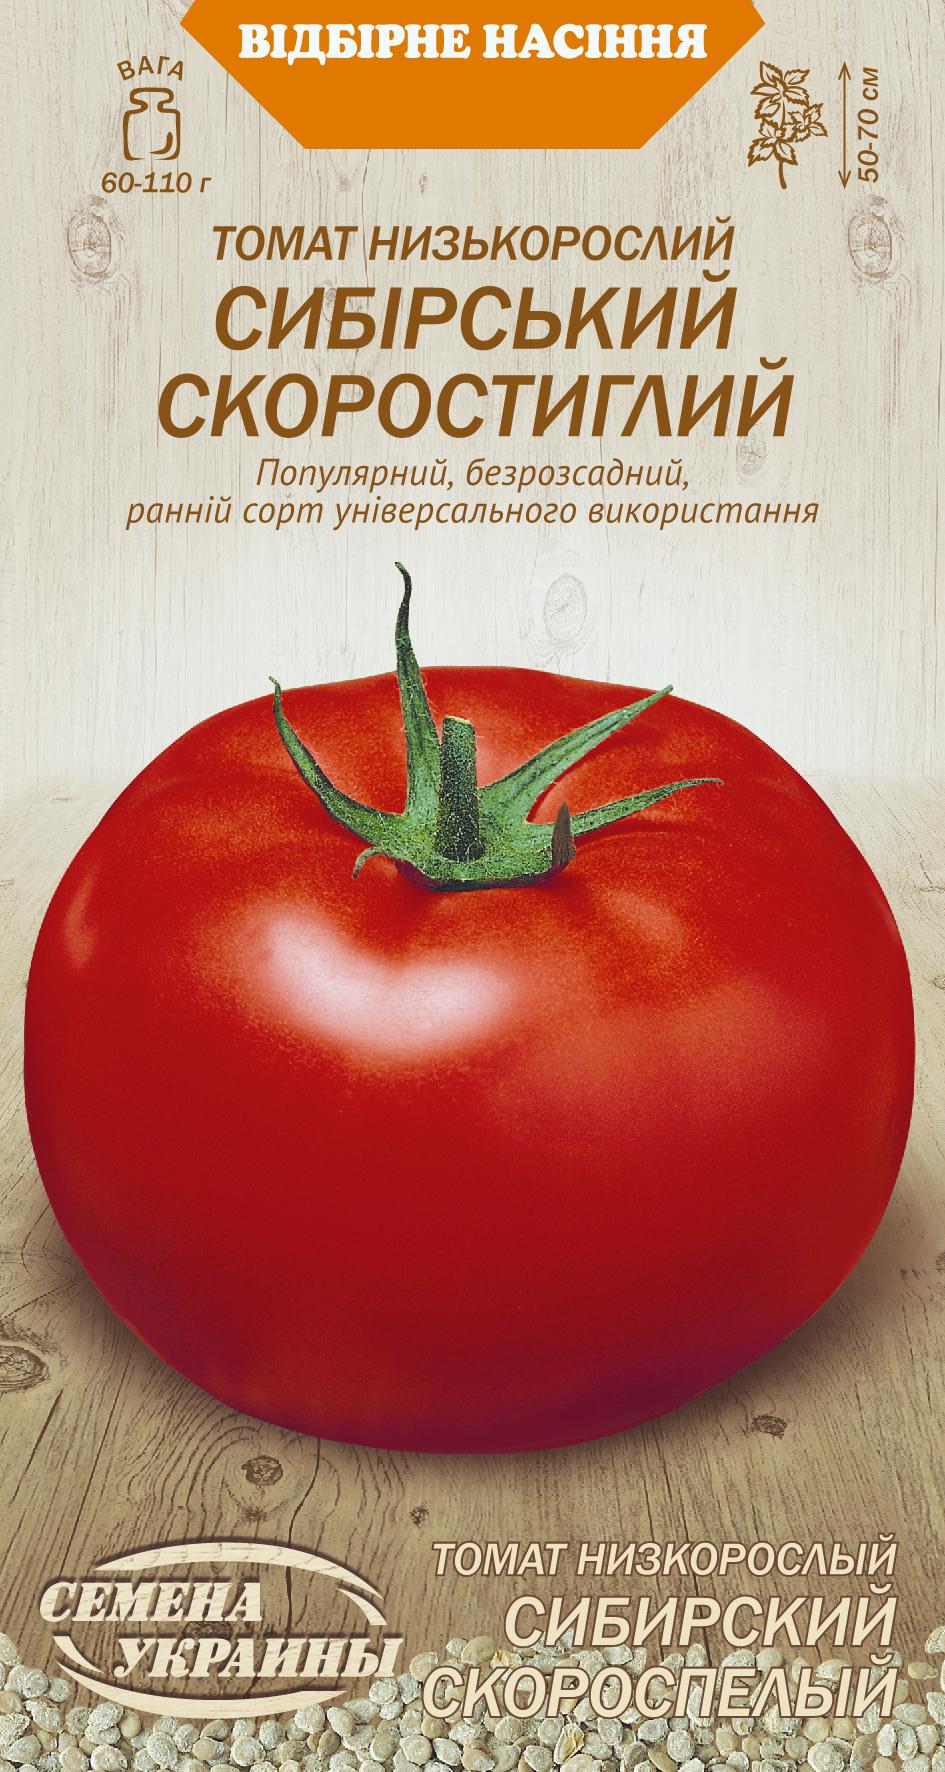 ВІДБІРНЕ НАСІННЯ
ВАГА
60-110 г
50-70 см
ТОМАТ НИЗЬКОРОСЛИЙ
СИБІРСЬКИЙ
СКОРОСТИГЛИЙ
Популярний, безрозсадний,
ранній сорт універсального використання
СЕМЕНА
УКРАИНЫ
ТОМАТ НИЗКОРОСЛЫЙ
СИБИРСКИЙ
СКОРОСПЕЛЫЙ